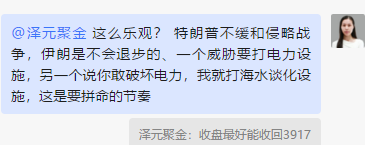 @泽元聚金 这么乐观? 特朗普不缓和侵略战
争，伊朗是不会退步的、一个威胁要打电力设
施，另一个说你敢破坏电力，我就打海水谈化设
施，这是要拼命的节奏
泽元聚金：收盘最好能收回3917